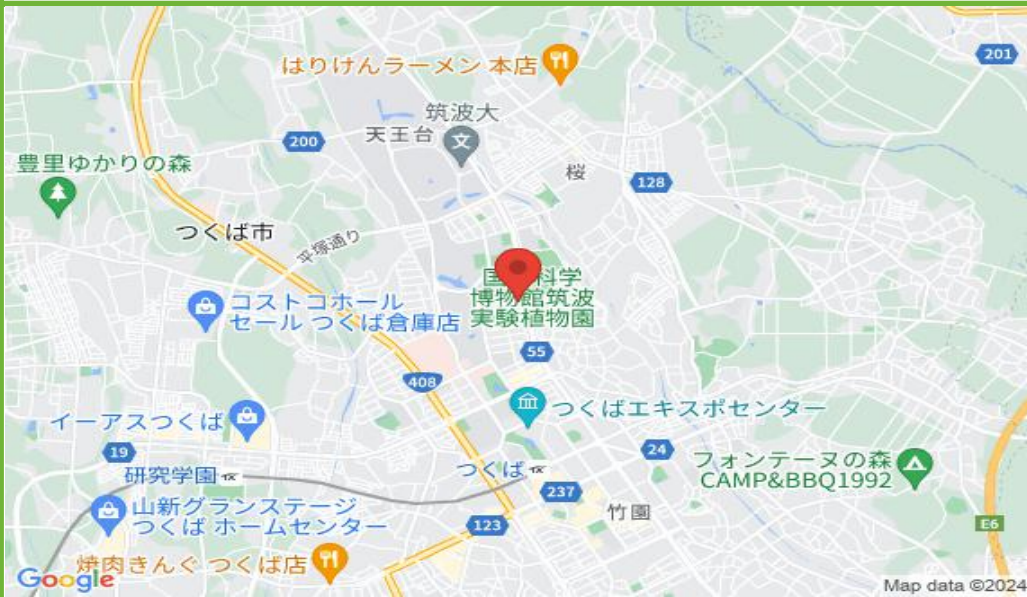 201
はりけんラーメン 本店
筑波大
天王台
200
桜
128
豊里ゆかりの森
つくば市
平塚通り
科学
博物館筑波
実験植物園
コストコホール
セール つくば倉庫店
55
408
つくばエキスポセンター
イーアスつくば
19
24
研究学園
つくば
フォンテーヌの森
CAMP&BBQ1992
237
山新グランステージ
つくば ホームセンター
竹園
123
E6
焼肉きんぐ つくば店
Google
Map data ©2024